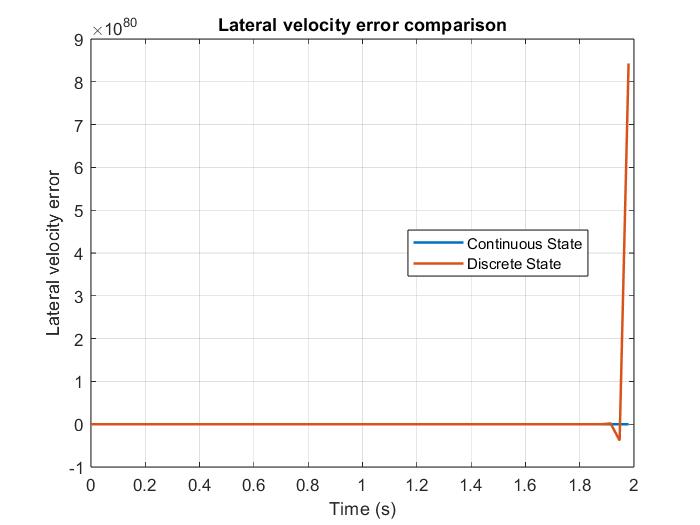 Lateral velocity error comparison
×10^80
9
8
7
6
5
4
3
2
1
0
-1
Lateral velocity error
Continuous State
Discrete State
0 0.2 0.4 0.6 0.8 1 1.2 1.4 1.6 1.8 2
Time (s)